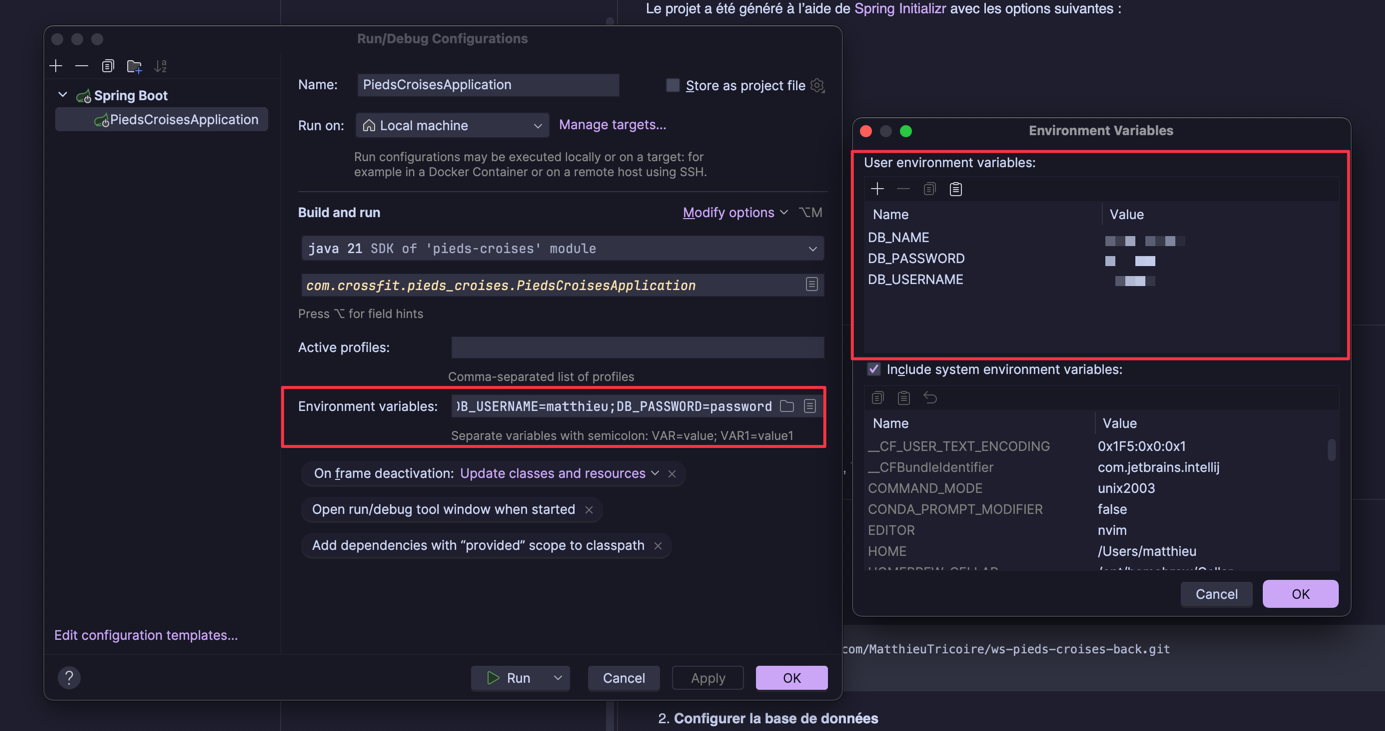 Le projet a été généré à l'aide de Spring Initializr avec les options suivantes :
Run/Debug Configurations
Spring Boot
PiedsCroisesApplication
Name: PiedsCroisesApplication
Store as project file
Run on: Local machine
Manage targets...
Run configurations may be executed locally or on a target: for
example in a Docker Container or on a remote host using SSH.
Build and run
Modify options ⌥M
java 21 SDK of 'pieds-croises' module
com.crossfit.pieds_croises.PiedsCroisesApplication
Press ⌥ for field hints
Active profiles:
Comma-separated list of profiles
Environment variables: DB_USERNAME=matthieu;DB_PASSWORD=password
Separate variables with semicolon: VAR=value; VAR1=value1
On frame deactivation: Update classes and resources
Open run/debug tool window when started
Add dependencies with “provided” scope to classpath
Edit configuration templates...
?
Run
Cancel
Apply
OK
Environment Variables
User environment variables:
Name Value
DB_NAME
DB_PASSWORD
DB_USERNAME
Include system environment variables:
Name Value
__CF_USER_TEXT_ENCODING 0x1F5:0x0:0x1
__CFBundleIdentifier com.jetbrains.intellij
COMMAND_MODE unix2003
CONDA_PROMPT_MODIFIER false
EDITOR nvim
HOME /Users/matthieu
Cancel
OK
com/MatthieuTricoire/ws-pieds-croises-back.git
2. Configurer la base de données